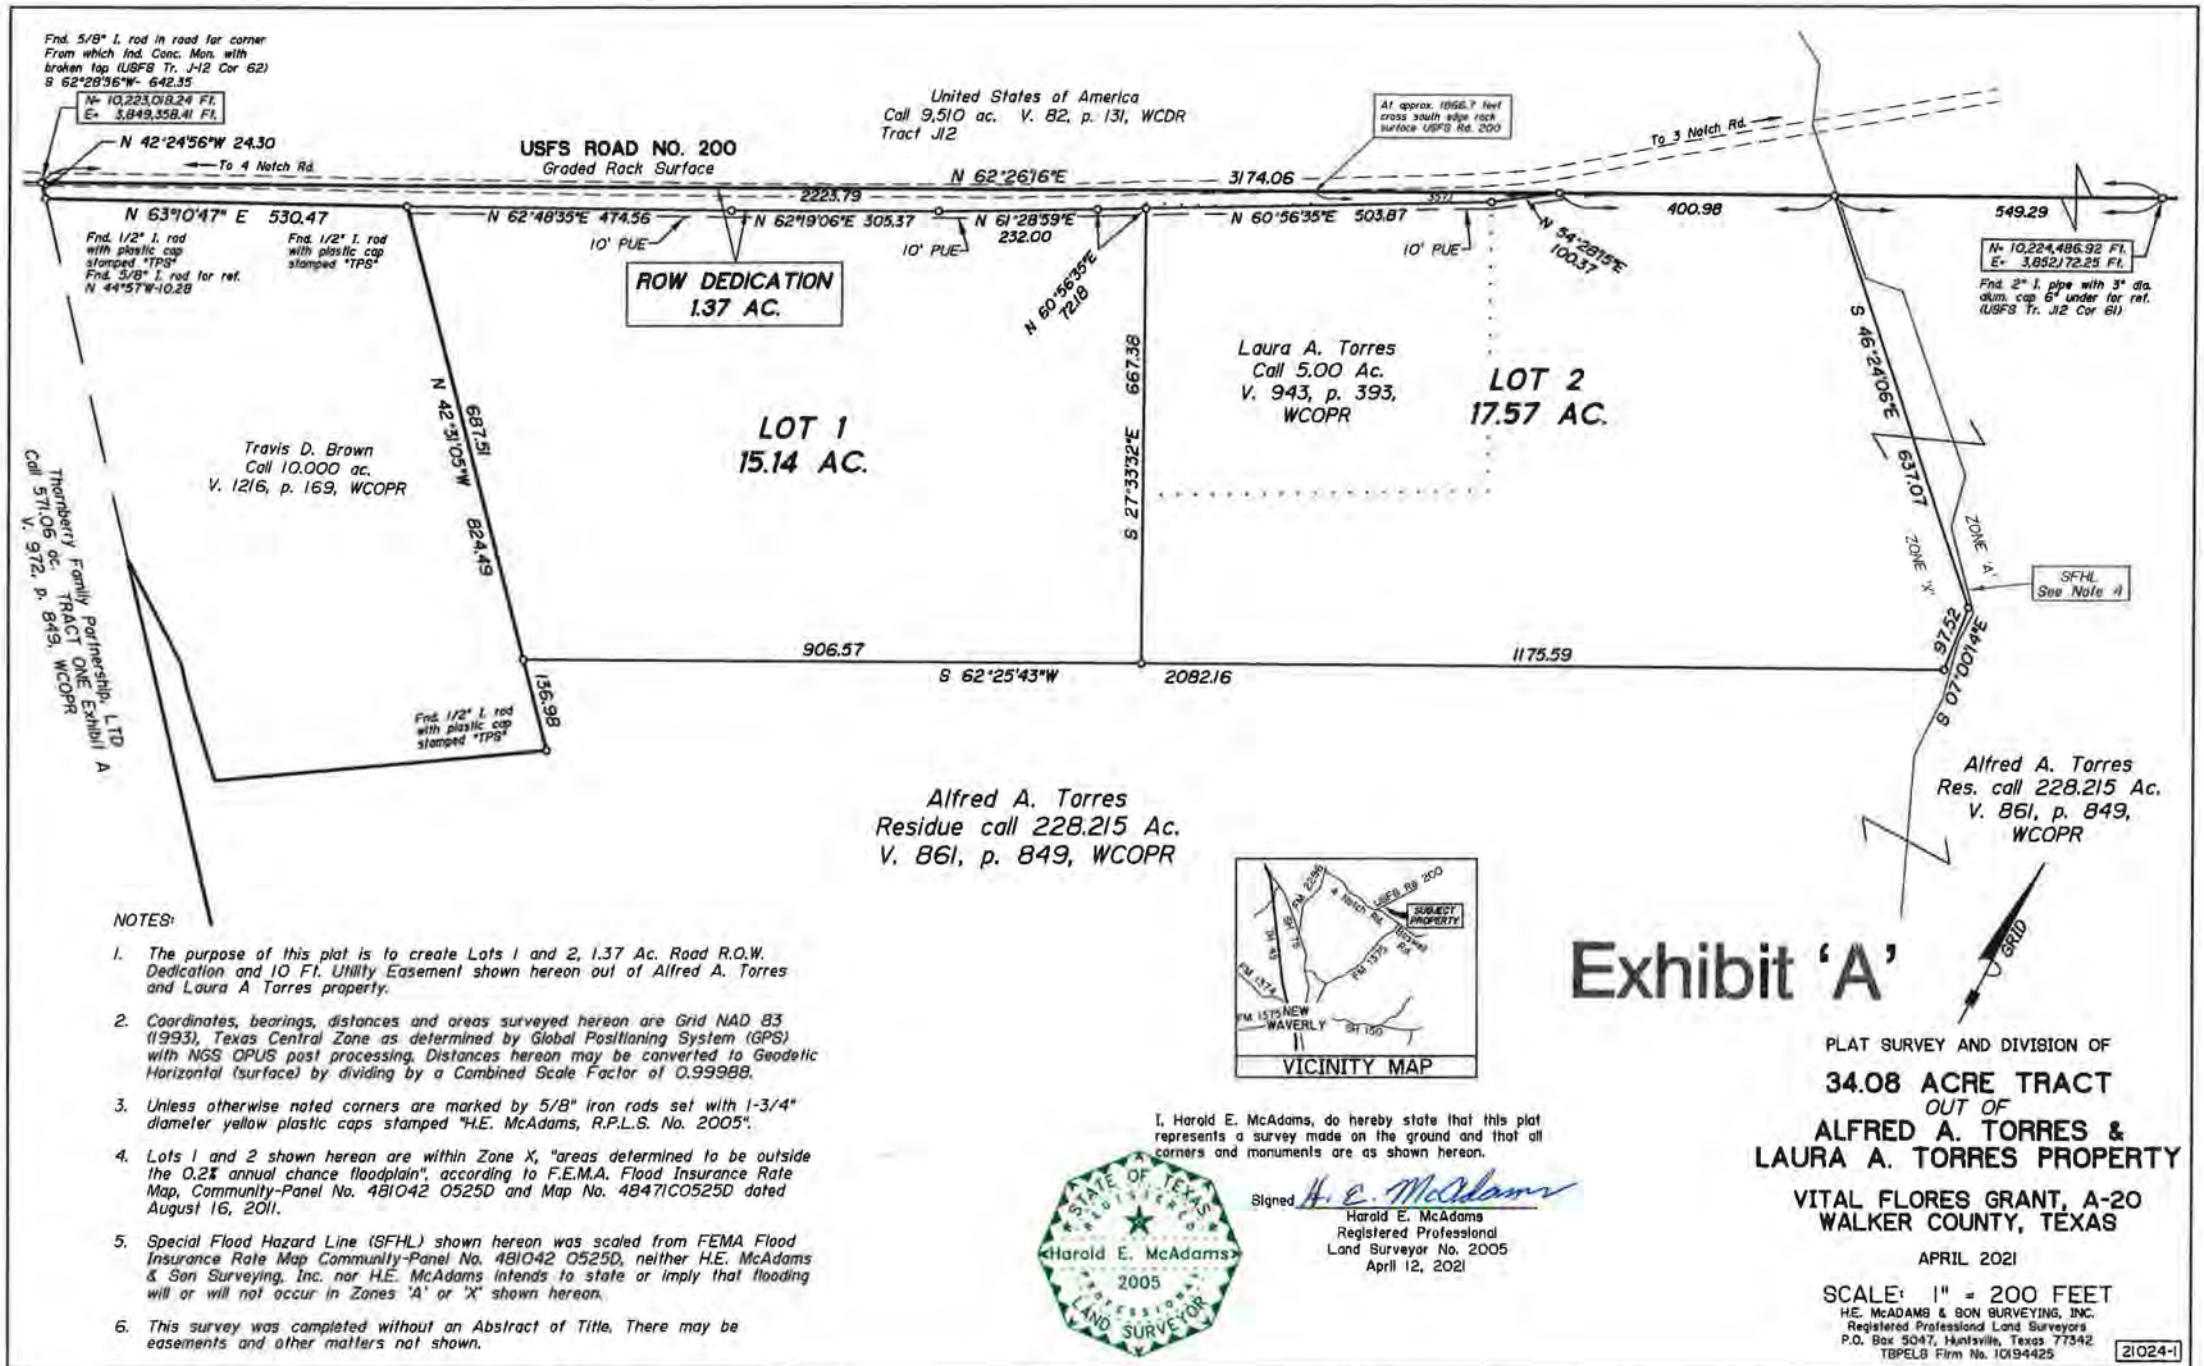 Fnd. 5/8" I. rod in road for corner
From which fnd. Conc. Mon. with
broken top (USFS Tr. J-12 Cor 62)
S 62°28'36"W- 642.35
N= 10,223,018.24 Ft.
E= 3,849,358.41 Ft.
N 42°24'56"W 24.30
To 4 Notch Rd.
USFS ROAD NO. 200
Graded Rock Surface
United States of America
Call 9,510 ac. V. 82, p. 131, WCDR
Tract J12
At approx. 1866.7 feet
cross south edge rock
surface USFS Rd. 200
To 3 Notch Rd.
N 62°26'16"E
3174.06
2223.79
N 63°10'47" E 530.47
N 62°48'35"E 474.56
N 62°19'06"E 305.37
N 61°28'59"E
232.00
N 60°56'35"E 503.87
N 54°28'15"E
100.37
400.98
549.29
Fnd. 1/2" I. rod
with plastic cap
stamped "TPS"
Fnd. 5/8" I. rod for ref.
N 44°57'W-10.28
Fnd. 1/2" I. rod
with plastic cap
stamped "TPS"
10' PUE
10' PUE
10' PUE
ROW DEDICATION
1.37 AC.
N 60°56'35"E
72.18
N= 10,224,486.92 Ft.
E= 3,852,172.25 Ft.
Fnd. 2" I. pipe with 3" dia.
alum. cap 6" under for ref.
(USFS Tr. J12 Cor 61)
Travis D. Brown
Call 10.000 ac.
V. 1216, p. 169, WCOPR
687.51
N 42°31'05"W
824.49
136.98
LOT 1
15.14 AC.
S 27°33'32"E 667.38
Laura A. Torres
Call 5.00 Ac.
V. 943, p. 393,
WCOPR
LOT 2
17.57 AC.
S 46°24'06"E
637.07
ZONE 'X'
ZONE 'A'
SFHL
See Note 4
97.52
S 07°00'14"E
Thornberry Family Partnership, LTD
Call 571.06 ac. TRACT ONE Exhibit A
V. 972, p. 849, WCOPR
906.57
S 62°25'43"W
2082.16
1175.59
Fnd. 1/2" I. rod
with plastic cap
stamped "TPS"
Alfred A. Torres
Residue call 228.215 Ac.
V. 861, p. 849, WCOPR
Alfred A. Torres
Res. call 228.215 Ac.
V. 861, p. 849,
WCOPR
GRID
NOTES:
1. The purpose of this plat is to create Lots 1 and 2, 1.37 Ac. Road R.O.W.
Dedication and 10 Ft. Utility Easement shown hereon out of Alfred A. Torres
and Laura A Torres property.
2. Coordinates, bearings, distances and areas surveyed hereon are Grid NAD 83
(1993), Texas Central Zone as determined by Global Positioning System (GPS)
with NGS OPUS post processing. Distances hereon may be converted to Geodetic
Horizontal (surface) by dividing by a Combined Scale Factor of 0.99988.
3. Unless otherwise noted corners are marked by 5/8" iron rods set with 1-3/4"
diameter yellow plastic caps stamped "H.E. McAdams, R.P.L.S. No. 2005".
4. Lots 1 and 2 shown hereon are within Zone X, "areas determined to be outside
the 0.2% annual chance floodplain", according to F.E.M.A. Flood Insurance Rate
Map, Community-Panel No. 481042 0525D and Map No. 48471C0525D dated
August 16, 2011.
5. Special Flood Hazard Line (SFHL) shown hereon was scaled from FEMA Flood
Insurance Rate Map Community-Panel No. 481042 0525D, neither H.E. McAdams
& Son Surveying, Inc. nor H.E. McAdams intends to state or imply that flooding
will or will not occur in Zones 'A' or 'X' shown hereon.
6. This survey was completed without an Abstract of Title. There may be
easements and other matters not shown.
FM 2296
4 Notch Rd.
USFS Rd 200
SUBJECT
PROPERTY
SH 75
IH 45
Boswell
Rd.
FM 1375
FM 1374
FM 1375
NEW
WAVERLY
SH 150
VICINITY MAP
Exhibit 'A'
I, Harold E. McAdams, do hereby state that this plat
represents a survey made on the ground and that all
corners and monuments are as shown hereon.
Signed H. E. McAdams
Harold E. McAdams
Registered Professional
Land Surveyor No. 2005
April 12, 2021
STATE OF TEXAS
REGISTERED
Harold E. McAdams
2005
PROFESSIONAL
LAND SURVEYOR
PLAT SURVEY AND DIVISION OF
34.08 ACRE TRACT
OUT OF
ALFRED A. TORRES &
LAURA A. TORRES PROPERTY
VITAL FLORES GRANT, A-20
WALKER COUNTY, TEXAS
APRIL 2021
SCALE: 1" = 200 FEET
H.E. McADAMS & SON SURVEYING, INC.
Registered Professional Land Surveyors
P.O. Box 5047, Huntsville, Texas 77342
TBPELS Firm No. 10194425
21024-1